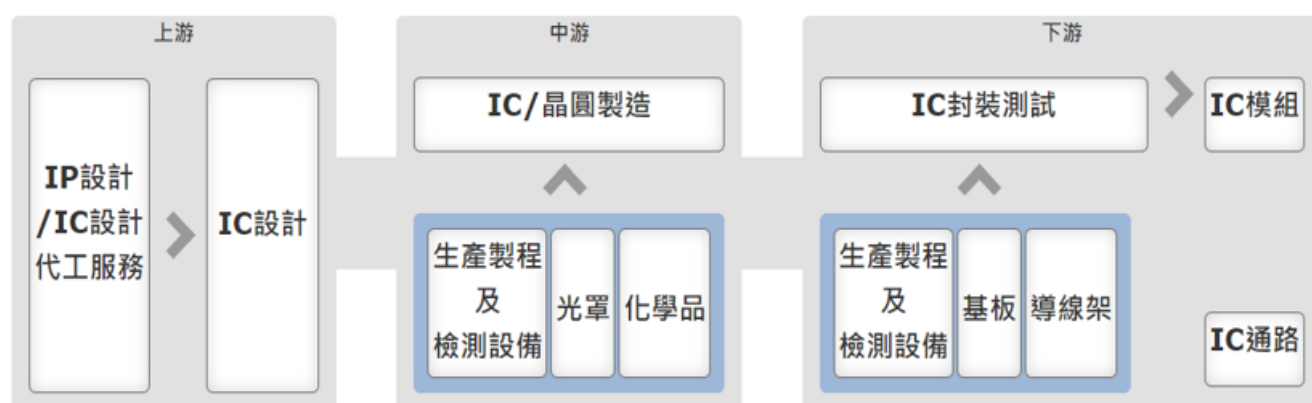 上游
IP設計
/IC設計
代工服務
IC設計
中游
IC/晶圓製造
生產製程
及
檢測設備
光罩
化學品
下游
IC封裝測試
IC模組
生產製程
及
檢測設備
基板
導線架
IC通路